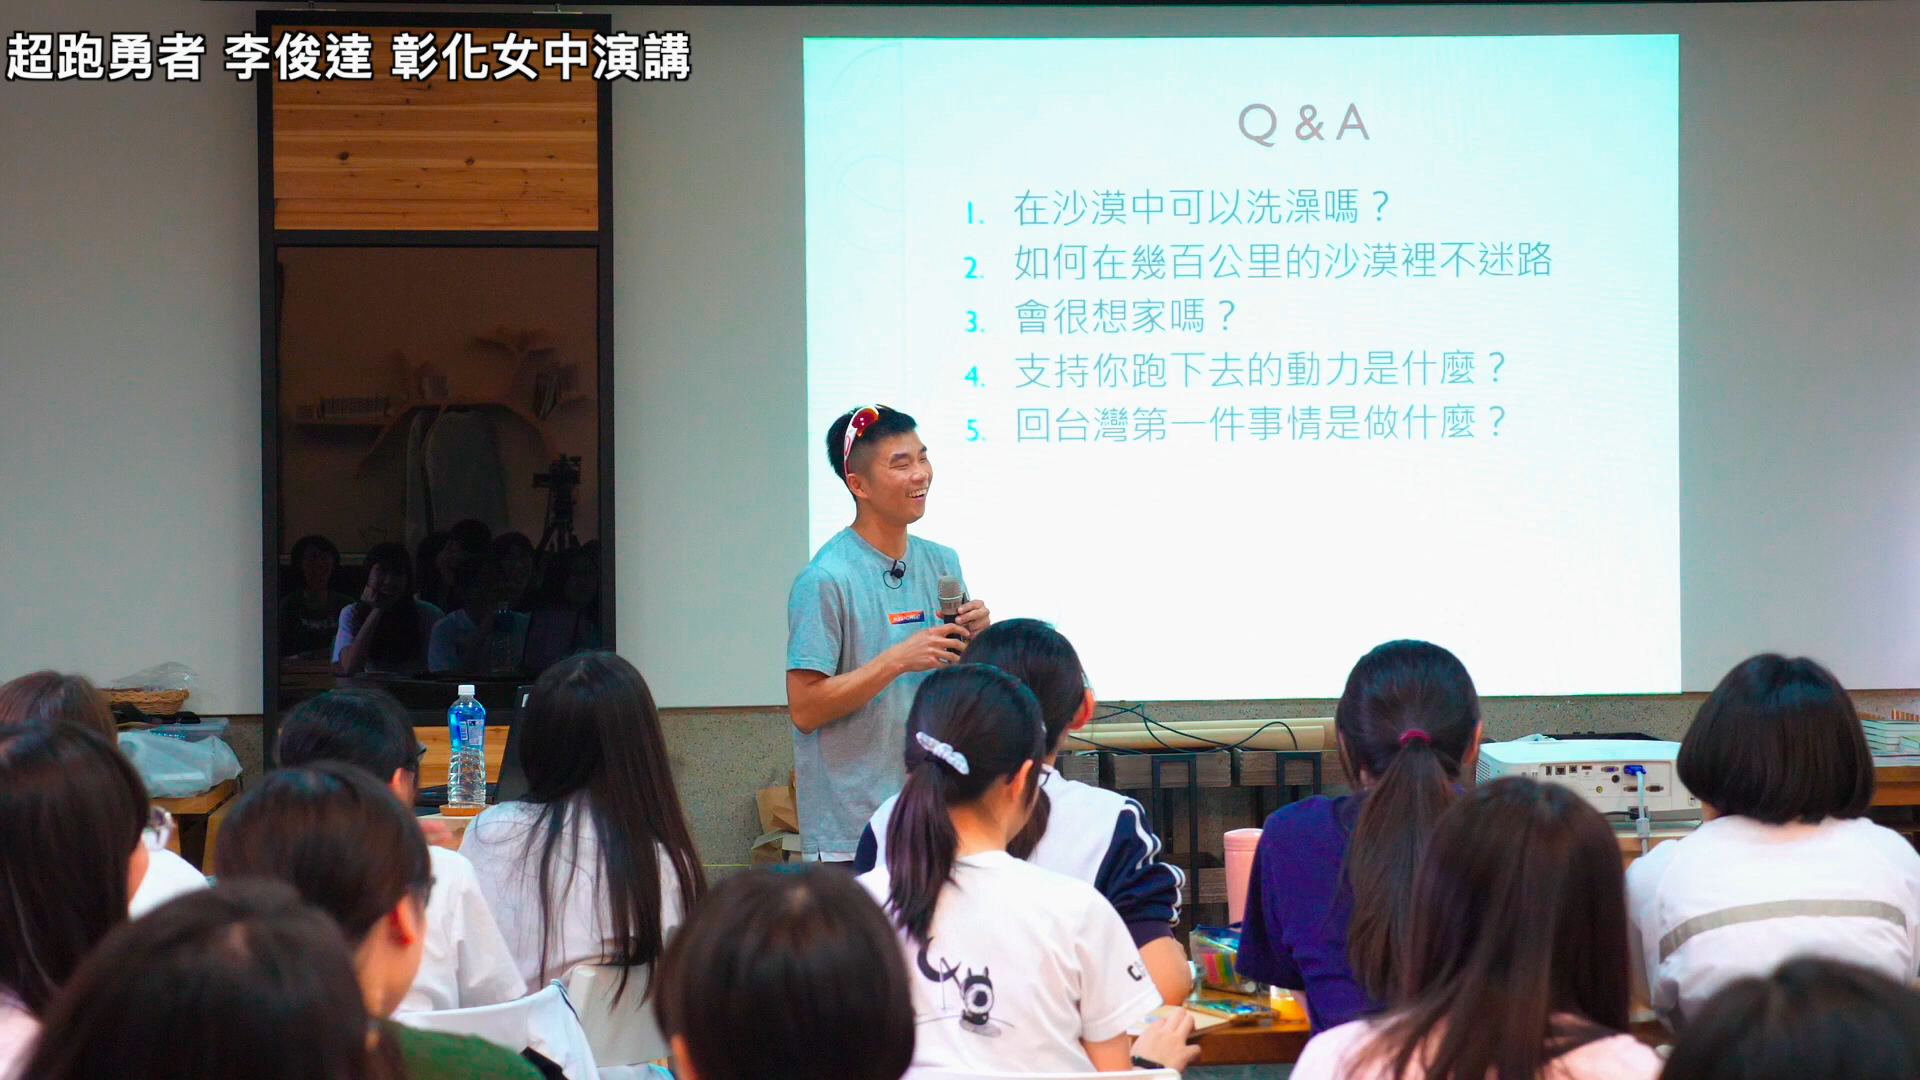 超跑勇者 李俊達 彰化女中演講
Q & A
1. 在沙漠中可以洗澡嗎？
2. 如何在幾百公里的沙漠裡不迷路
3. 會很想家嗎？
4. 支持你跑下去的動力是什麼？
5. 回台灣第一件事情是做什麼？